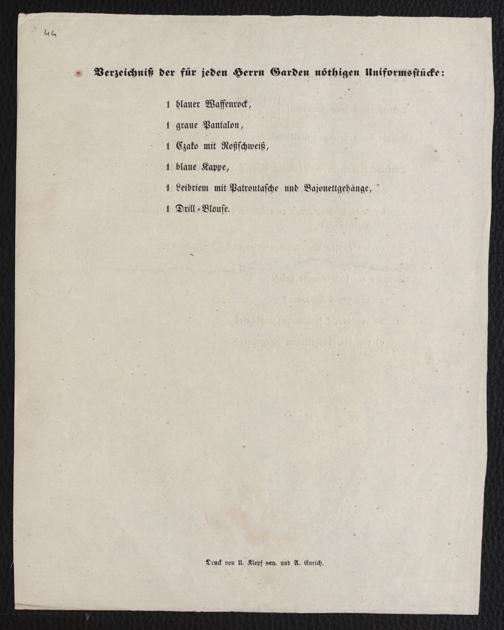 44
Verzeichniß der für jeden Herrn Garden nöthigen Uniformsstücke:
1 blauer Waffenrock,
1 graue Pantalon,
1 Czako mit Roßschweiß,
1 blaue Kappe,
1 Leibriem mit Patrontasche und Bajonettgehänge,
1 Drill-Blouse.
Druck von U. Klopf sen. und A. Eurich.